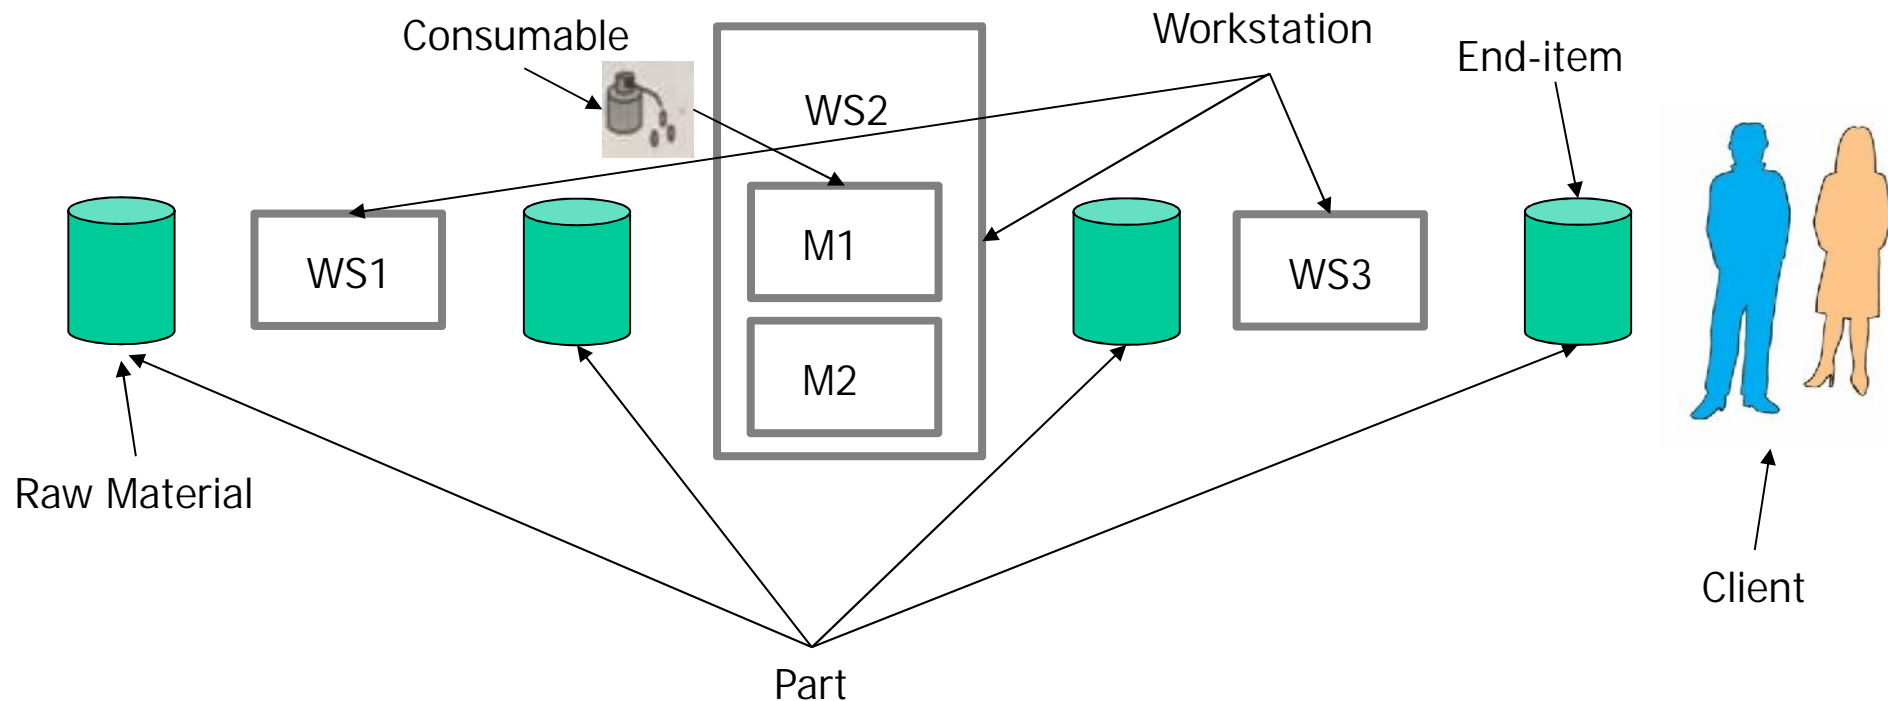 Consumable
Workstation
End-item
WS2
M1
WS1
WS3
M2
Raw Material
Client
Part